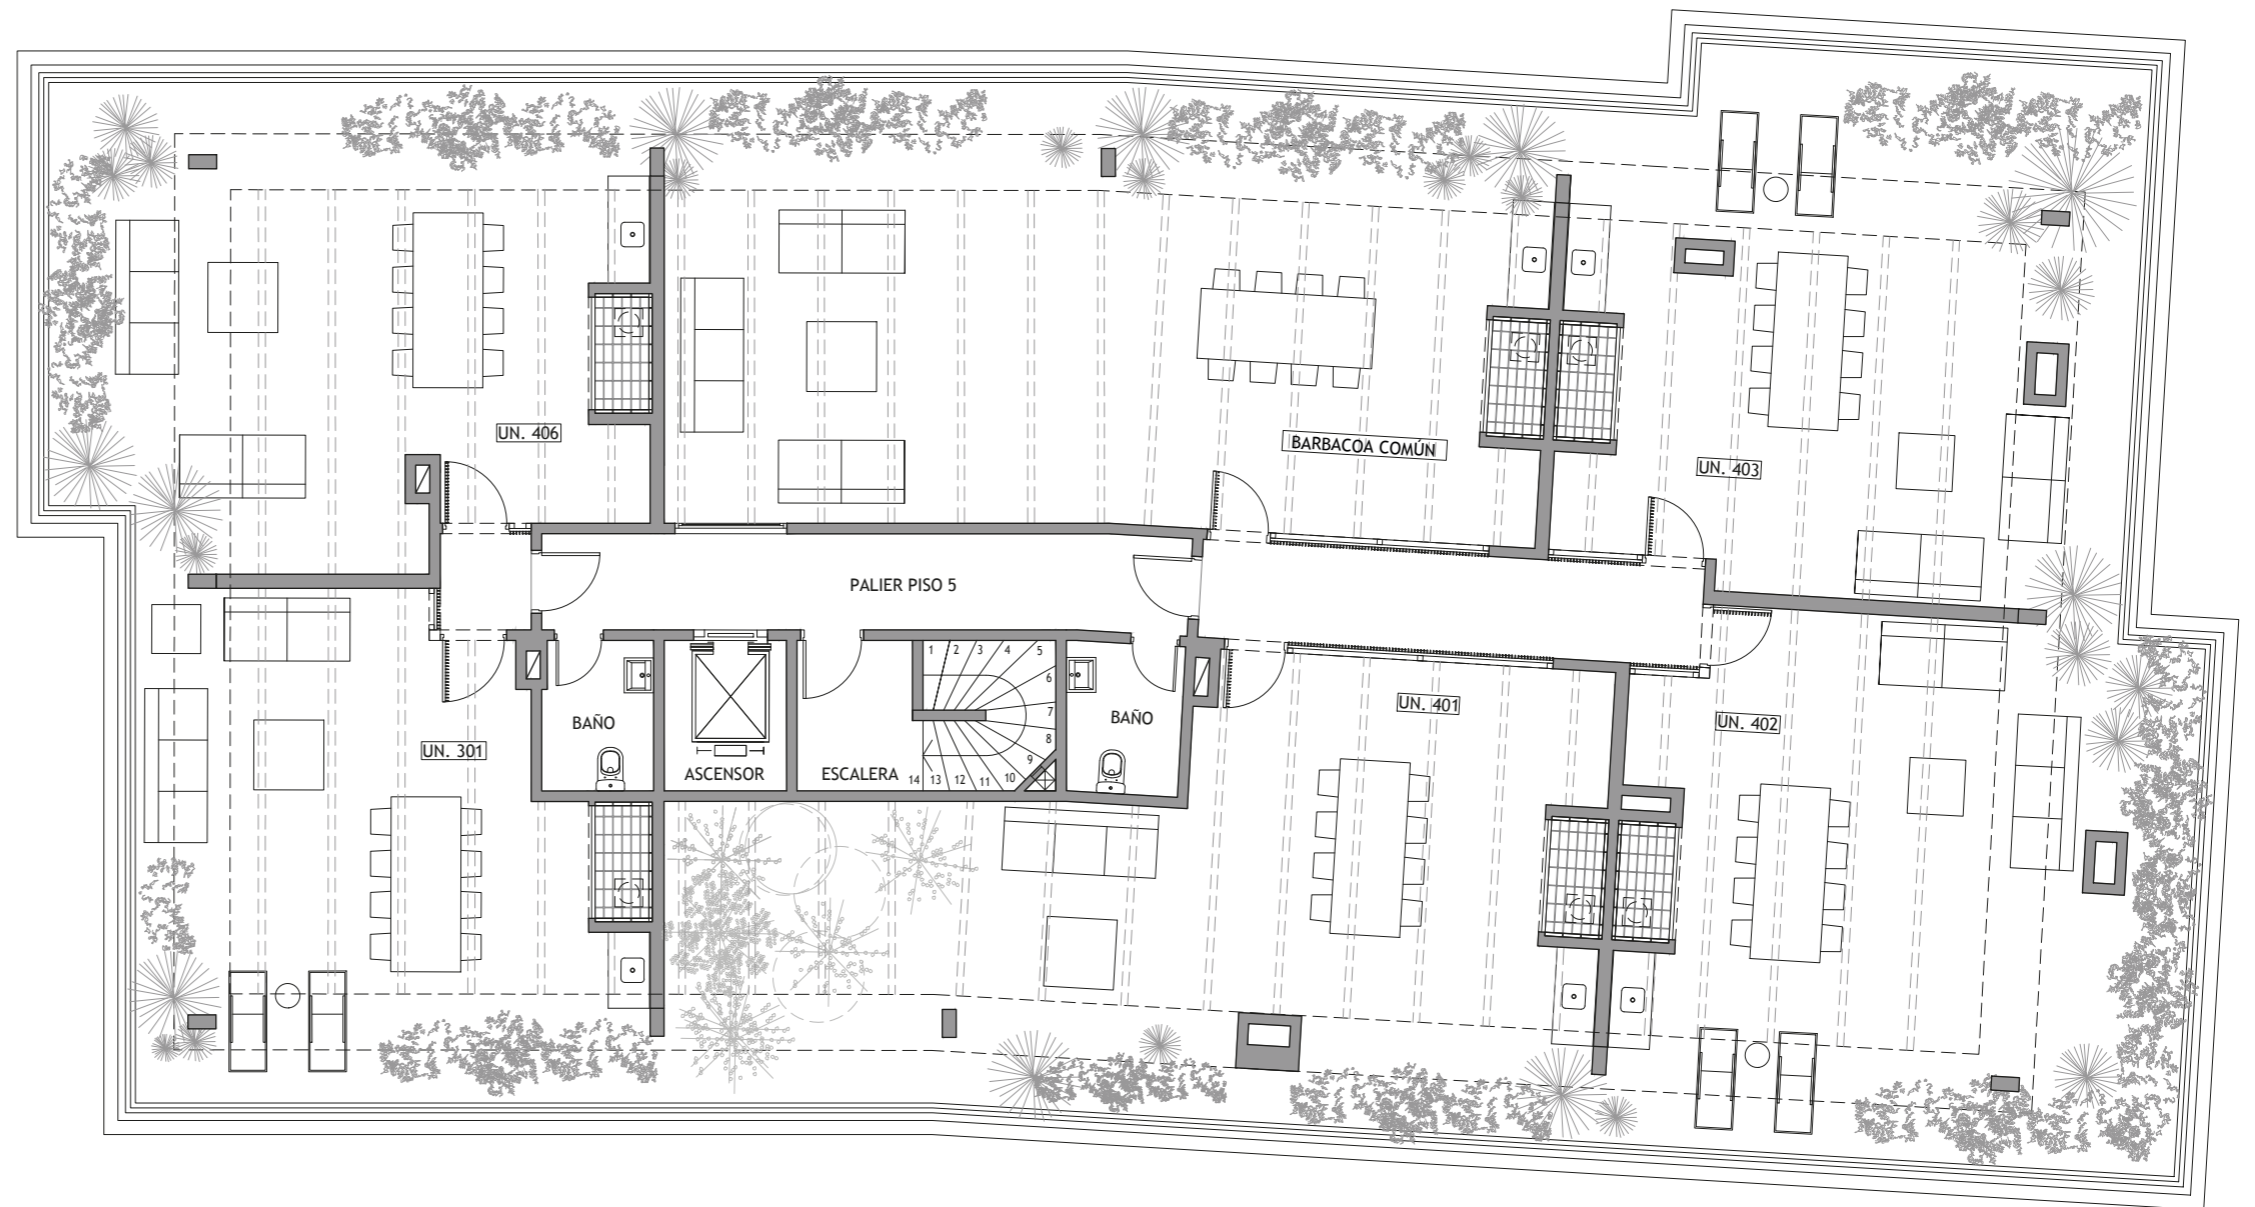 UN. 406
BARBACOA COMÚN
UN. 403
PALIER PISO 5
UN. 301
BAÑO
ASCENSOR
ESCALERA
1 2 3 4 5
6
7
8
9
14 13 12 11 10
BAÑO
UN. 401
UN. 402